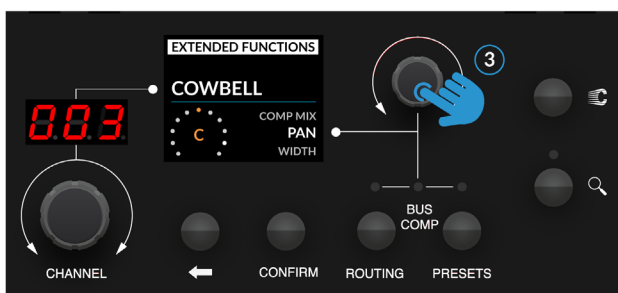 EXTENDED FUNCTIONS
3
COWBELL
COMP MIX
003
C
PAN
WIDTH
BUS
COMP
CHANNEL
CONFIRM
ROUTING
PRESETS